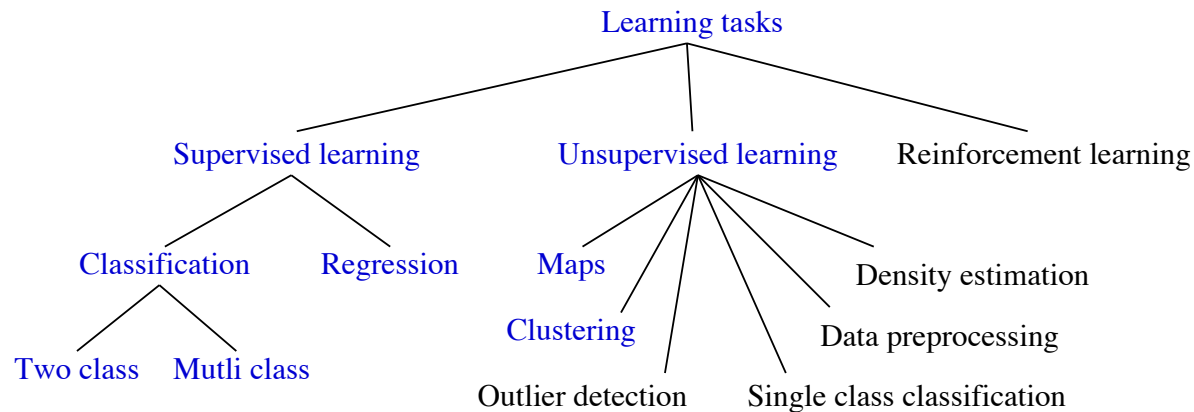 Learning tasks
Supervised learning
Unsupervised learning
Reinforcement learning
Classification
Regression
Maps
Density estimation
Clustering
Data preprocessing
Two class
Mutli class
Outlier detection
Single class classification